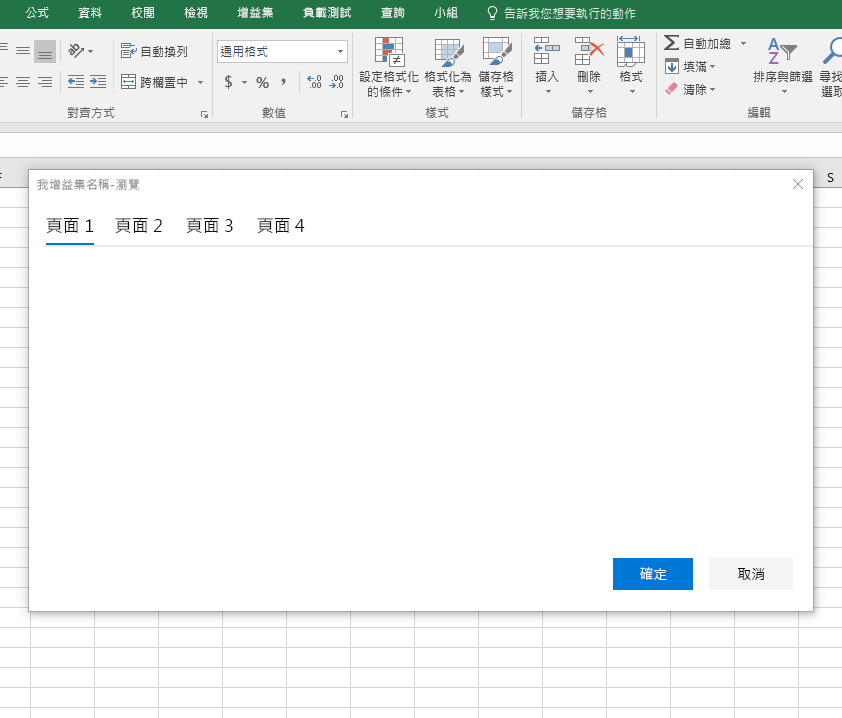 公式 資料 校閱 檢視 增益集 負載測試 查詢 小組 告訴我您想要執行的動作
自動換列 通用格式 自動加總
跨欄置中 $ % , .00 .00 設定格式化的條件 格式化為表格 儲存格樣式 插入 刪除 格式 填滿 排序與篩選 尋找
清除 選取
對齊方式 數值 樣式 儲存格 編輯
S
我增益集名稱-瀏覽
頁面 1 頁面 2 頁面 3 頁面 4
確定 取消